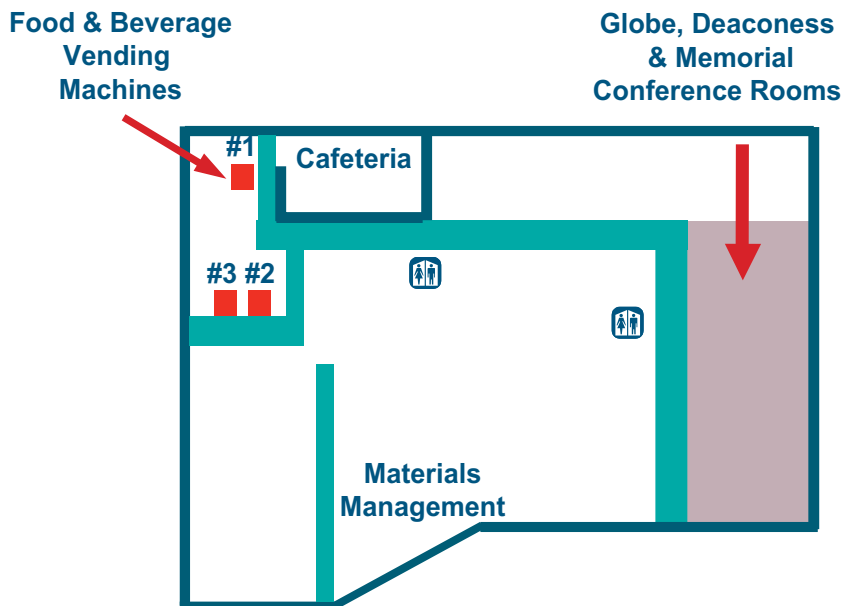 Food & Beverage
Vending
Machines
Globe, Deaconess
& Memorial
Conference Rooms
#1
Cafeteria
#3 #2
Materials
Management